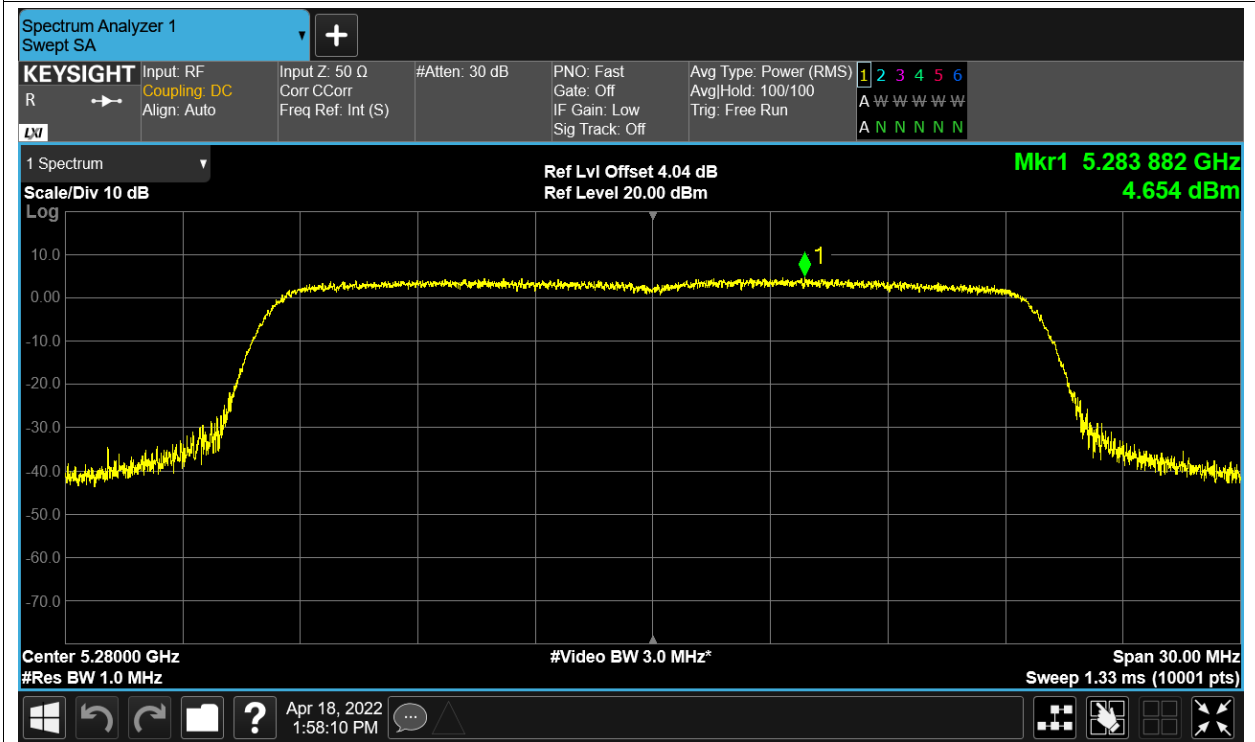 Spectrum Analyzer 1
Swept SA
KEYSIGHT
R
LXI
Input: RF
Coupling: DC
Align: Auto
Input Z: 50 Ω
Corr CCorr
Freq Ref: Int (S)
#Atten: 30 dB
PNO: Fast
Gate: Off
IF Gain: Low
Sig Track: Off
Avg Type: Power (RMS)
Avg|Hold: 100/100
Trig: Free Run
1 2 3 4 5 6
A W W W W W
A N N N N N
1 Spectrum
Scale/Div 10 dB
Log
Ref Lvl Offset 4.04 dB
Ref Level 20.00 dBm
Mkr1 5.283 882 GHz
4.654 dBm
1
10.0
0.00
-10.0
-20.0
-30.0
-40.0
-50.0
-60.0
-70.0
Center 5.28000 GHz
#Res BW 1.0 MHz
#Video BW 3.0 MHz*
Span 30.00 MHz
Sweep 1.33 ms (10001 pts)
?
Apr 18, 2022
1:58:10 PM